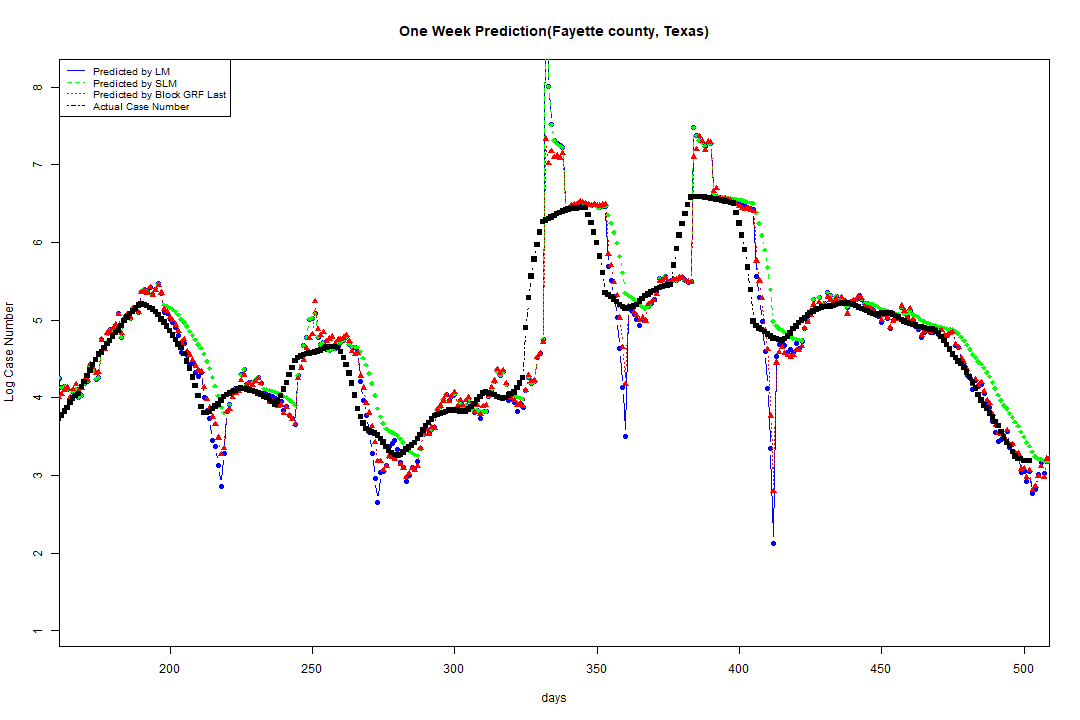 One Week Prediction(Fayette county, Texas)
Predicted by LM
Predicted by SLM
Predicted by Block GRF Last
Actual Case Number
8
7
6
5
4
3
2
1
Log Case Number
200 250 300 350 400 450 500
days